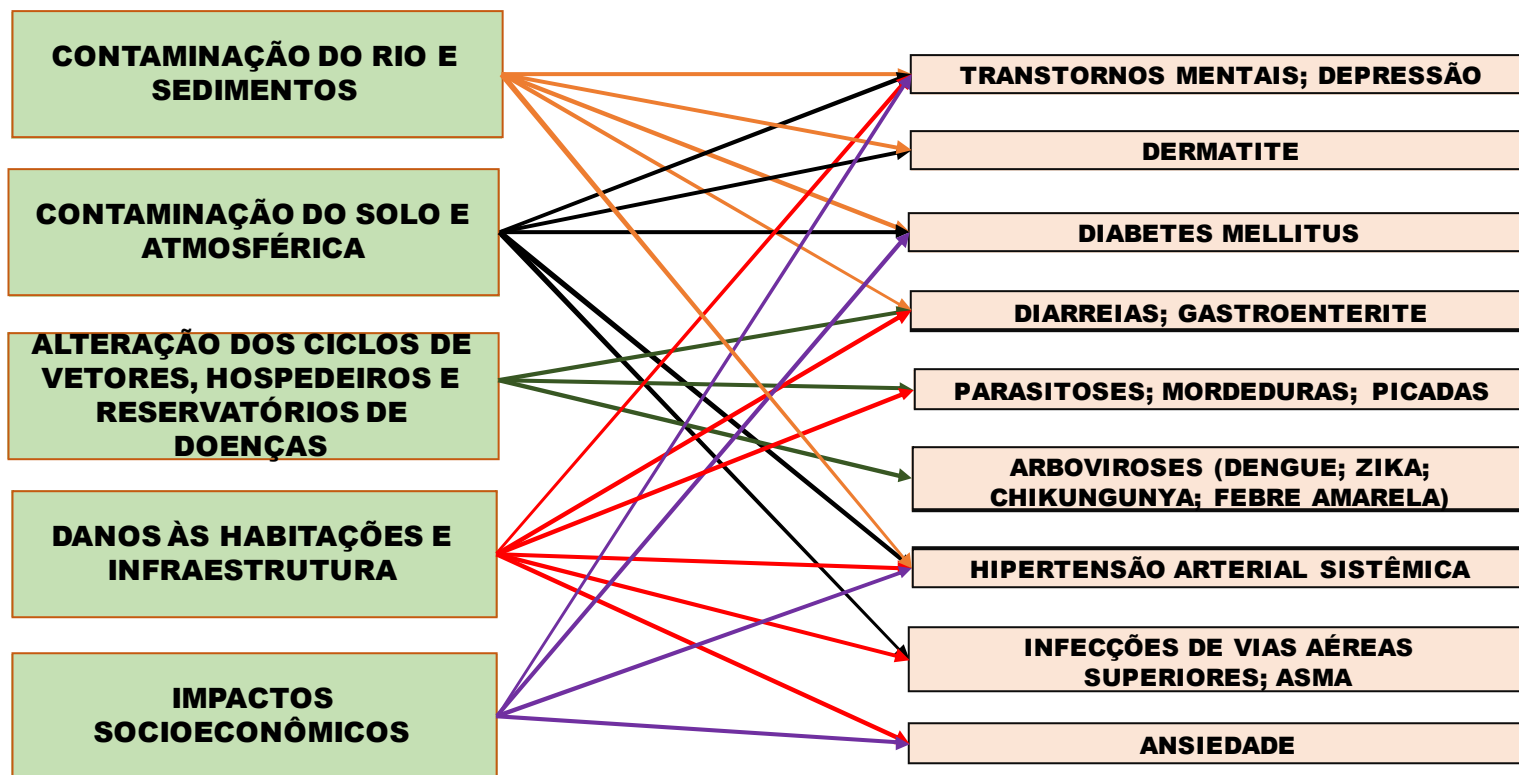 CONTAMINAÇÃO DO RIO E
SEDIMENTOS
CONTAMINAÇÃO DO SOLO E
ATMOSFÉRICA
ALTERAÇÃO DOS CICLOS DE
VETORES, HOSPEDEIROS E
RESERVATÓRIOS DE
DOENÇAS
DANOS ÀS HABITAÇÕES E
INFRAESTRUTURA
IMPACTOS
SOCIOECONÔMICOS
TRANSTORNOS MENTAIS; DEPRESSÃO
DERMATITE
DIABETES MELLITUS
DIARREIAS; GASTROENTERITE
PARASITOSES; MORDEDURAS; PICADAS
ARBOVIROSES (DENGUE; ZIKA;
CHIKUNGUNYA; FEBRE AMARELA)
HIPERTENSÃO ARTERIAL SISTÊMICA
INFECÇÕES DE VIAS AÉREAS
SUPERIORES; ASMA
ANSIEDADE